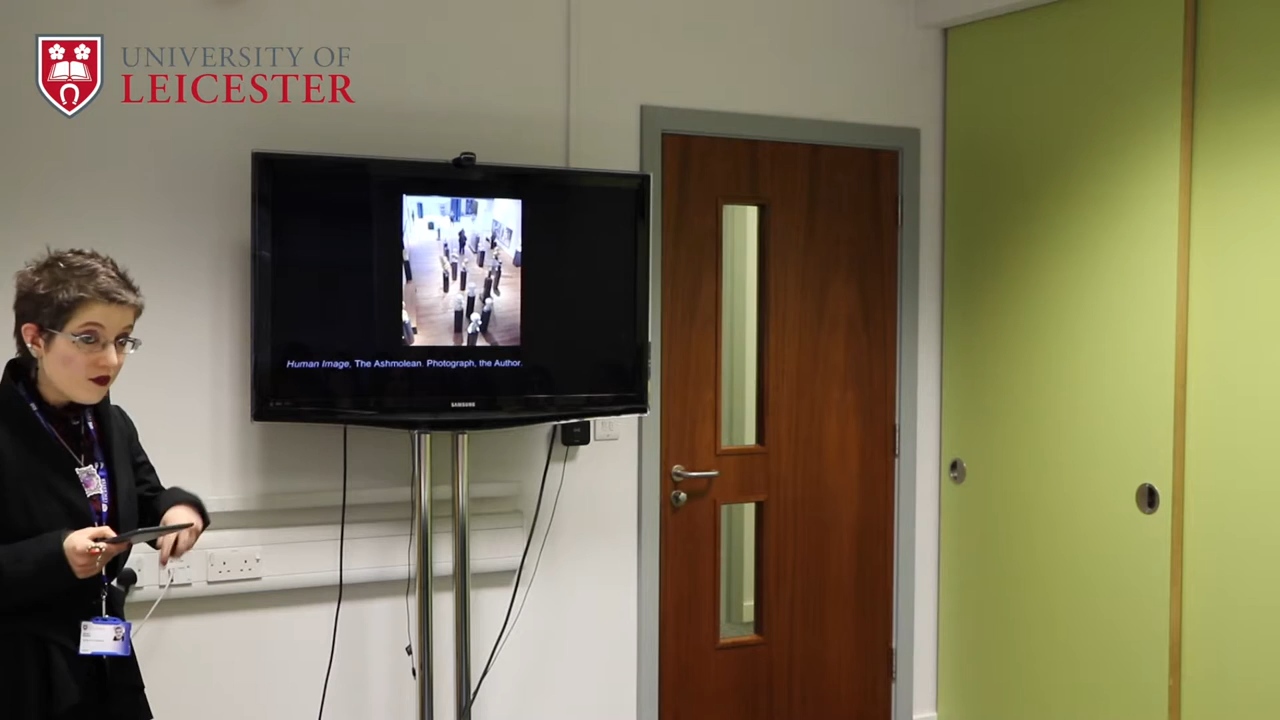 UNIVERSITY OF
LEICESTER
Human Image, The Ashmolean. Photograph, the Author.
SAMSUNG